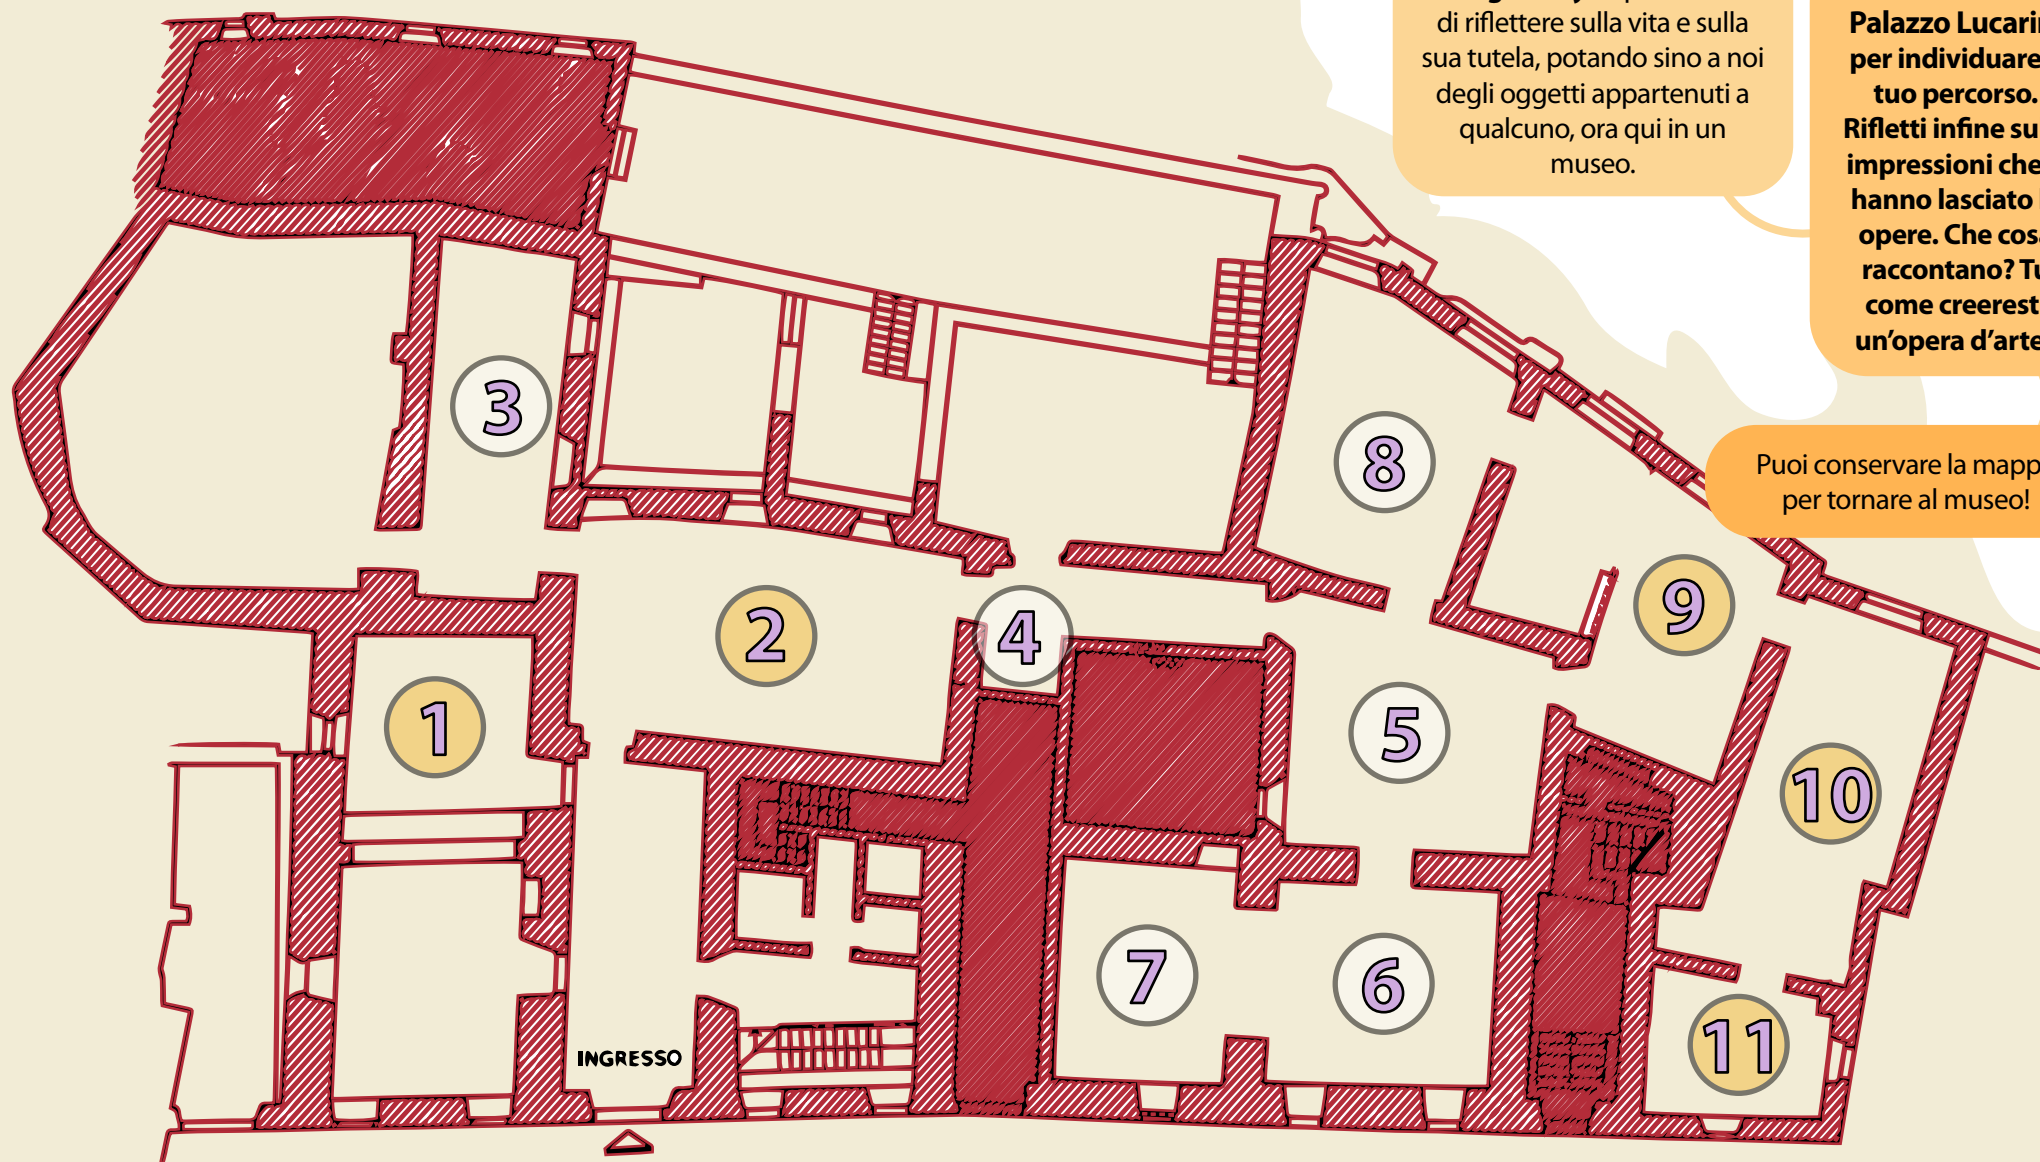 di riflettere sulla vita e sulla
sua tutela, potando sino a noi
degli oggetti appartenuti a
qualcuno, ora qui in un
museo.
Palazzo Lucarin
per individuare
tuo percorso.
Rifletti infine su
impressioni che
hanno lasciato
opere. Che cosa
raccontano? Tu
come creerest
un'opera d'arte
Puoi conservare la mapp
per tornare al museo!
3
8
9
2
4
1
5
10
7
6
11
INGRESSO